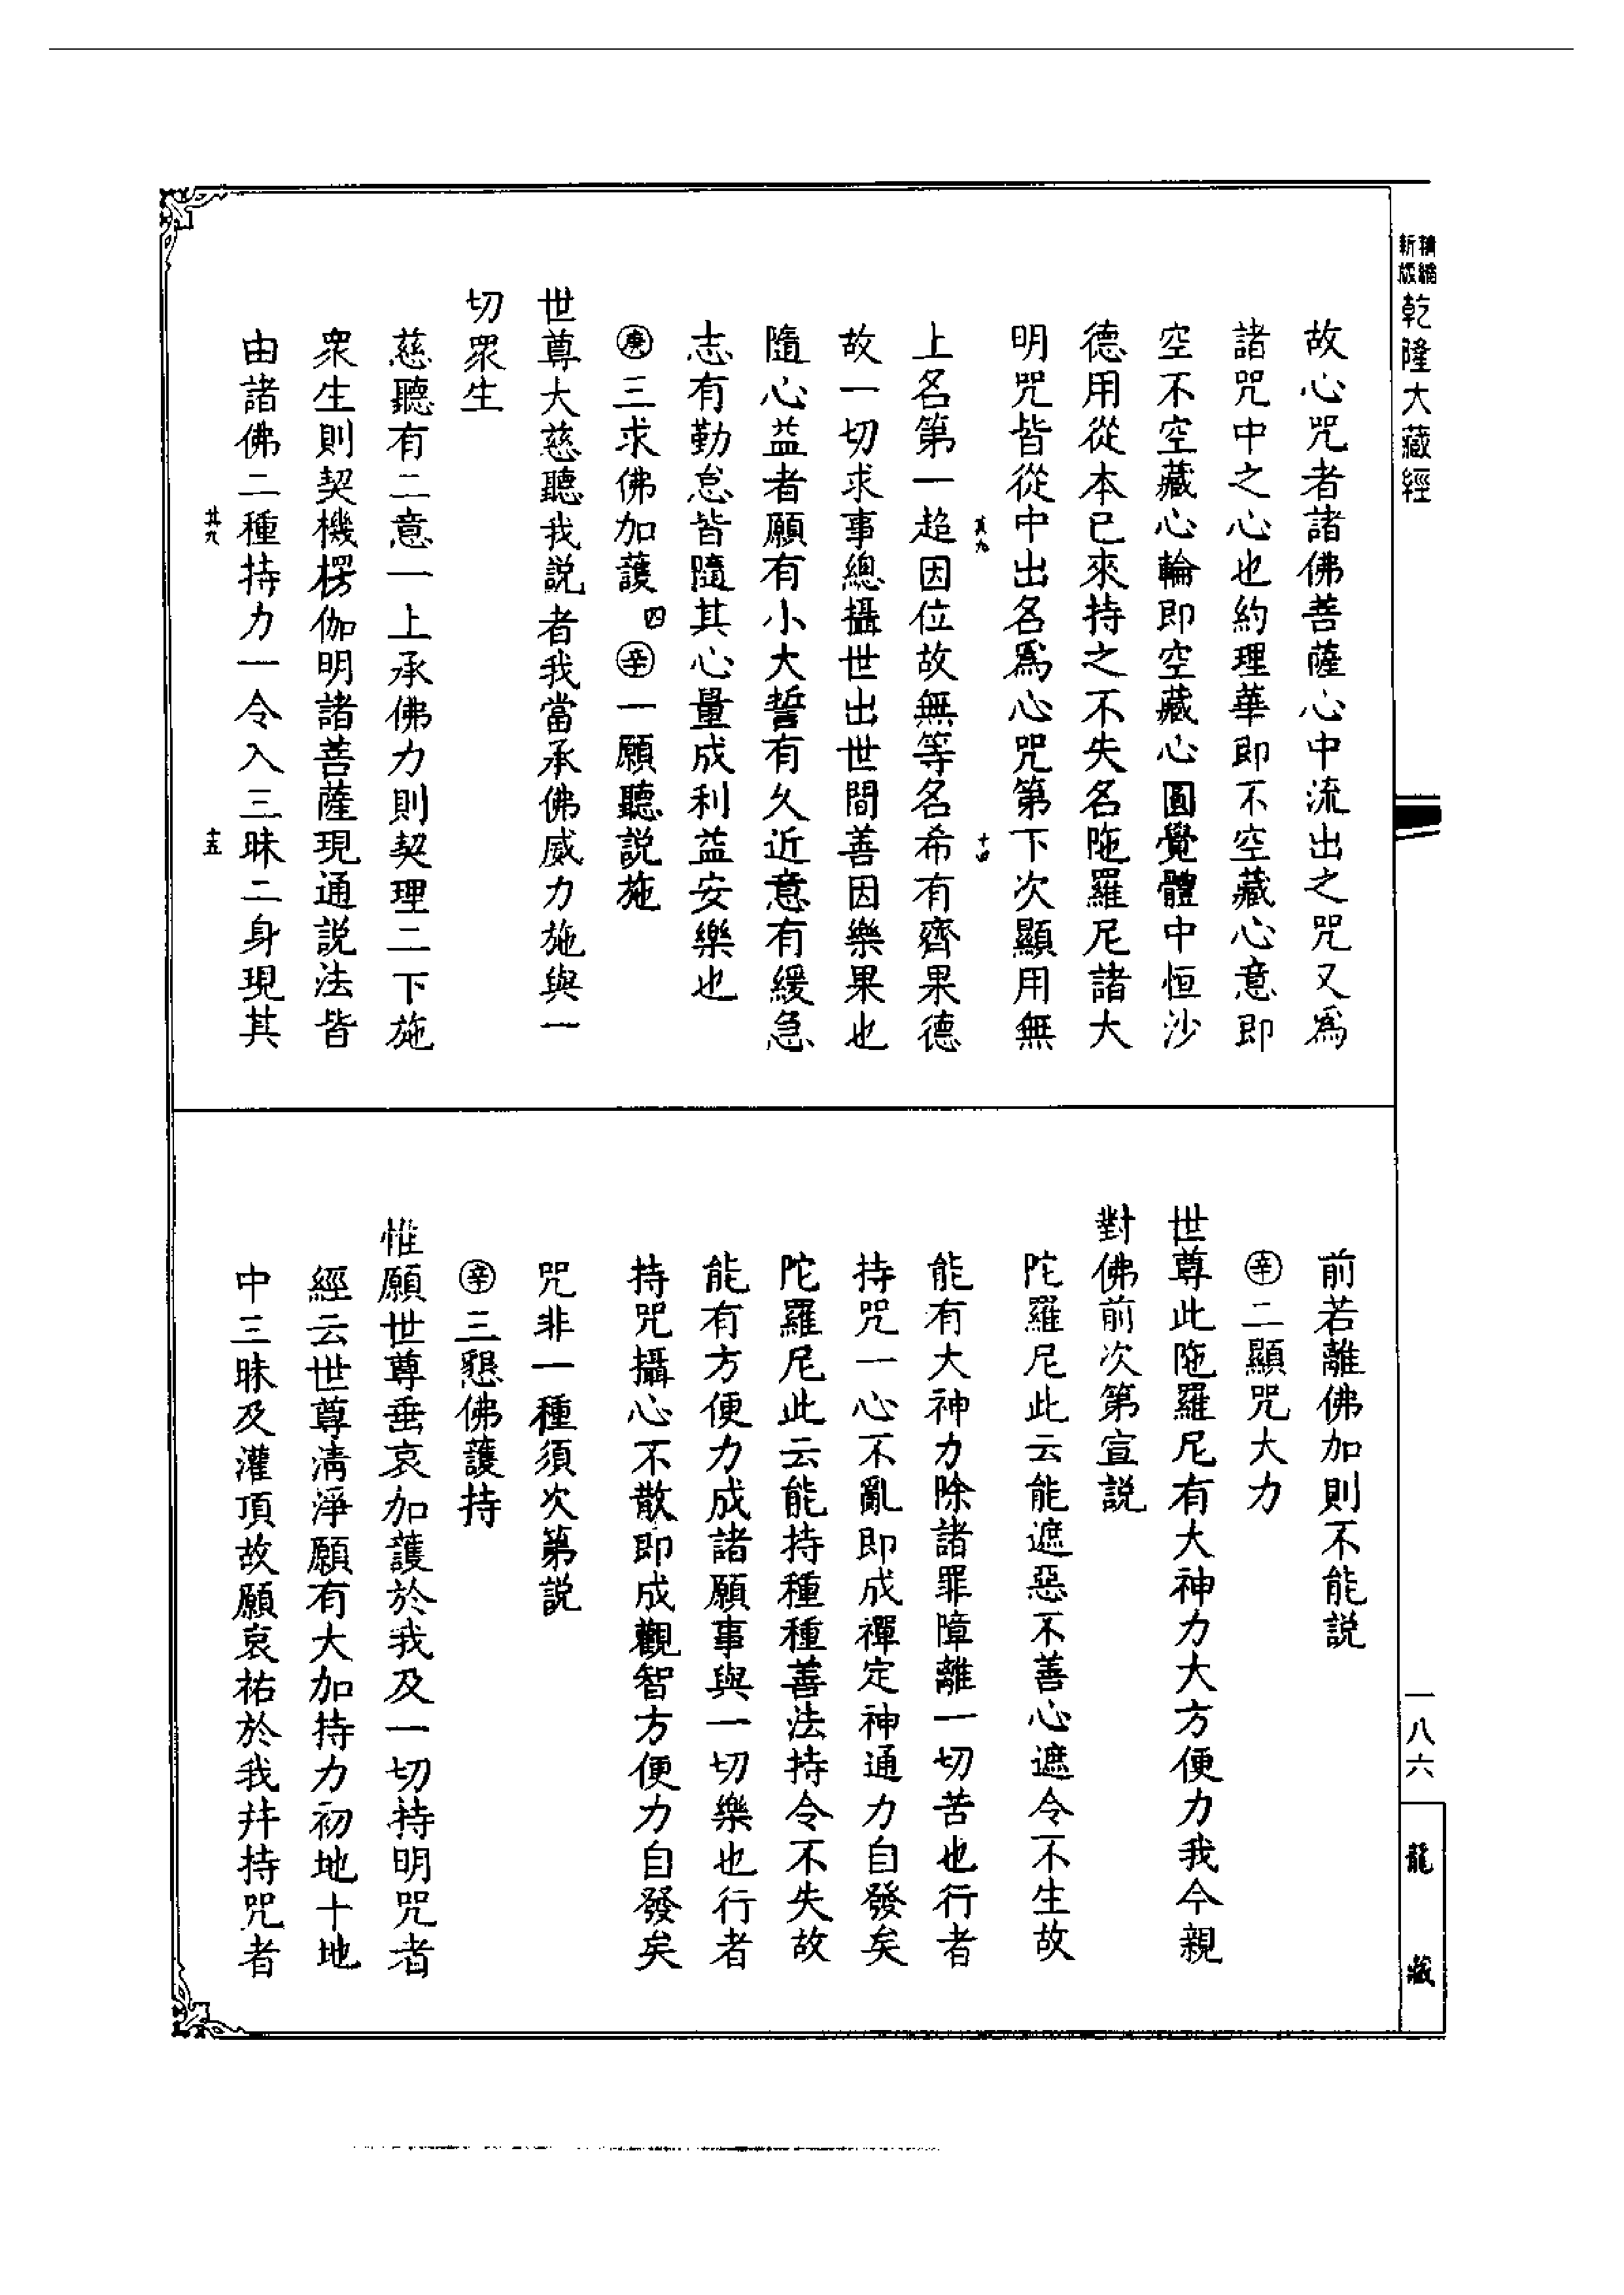 精縮
新版
乾隆大藏經
故心咒者諸佛菩薩心中流出之咒又爲
諸咒中之心也約理華即不空藏心意即
空不空藏心輪即空藏心圓覺體中恒沙
德用從本已來持之不失名陁羅尼諸大
明咒皆從中出名爲心咒第下次顯用無
其九
十四
上名第一超因位故無等名希有齊果德
故一切求事總攝世出世間善因樂果也
隨心益者願有小大誓有久近意有緩急
志有勤怠皆隨其心量成利益安樂也
庚三求佛加護四辛一願聽説施
世尊大慈聽我説者我當承佛威力施與一
切眾生
慈聽有二意一上承佛力則契理二下施
眾生則契機楞伽明諸菩薩現通説法皆
由諸佛二種持力一令入三昧二身現其
其九
十五
前若離佛加則不能説
辛二顯咒大力
世尊此陁羅尼有大神力大方便力我今親
對佛前次第宣説
陀羅尼此云能遮惡不善心遮令不生故
能有大神力除諸罪障離一切苦也行者
持咒一心不亂即成禪定神通力自發矣
陀羅尼此云能持種種善法持令不失故
能有方便力成諸願事與一切樂也行者
持咒攝心不散即成觀智方便力自發矣
咒非一種須次第説
辛三懇佛護持
惟願世尊垂哀加護於我及一切持明咒者
經云世尊清淨願有大加持力初地十地
中三昧及灌頂故願哀祐於我幷持咒者
一八六
龍藏